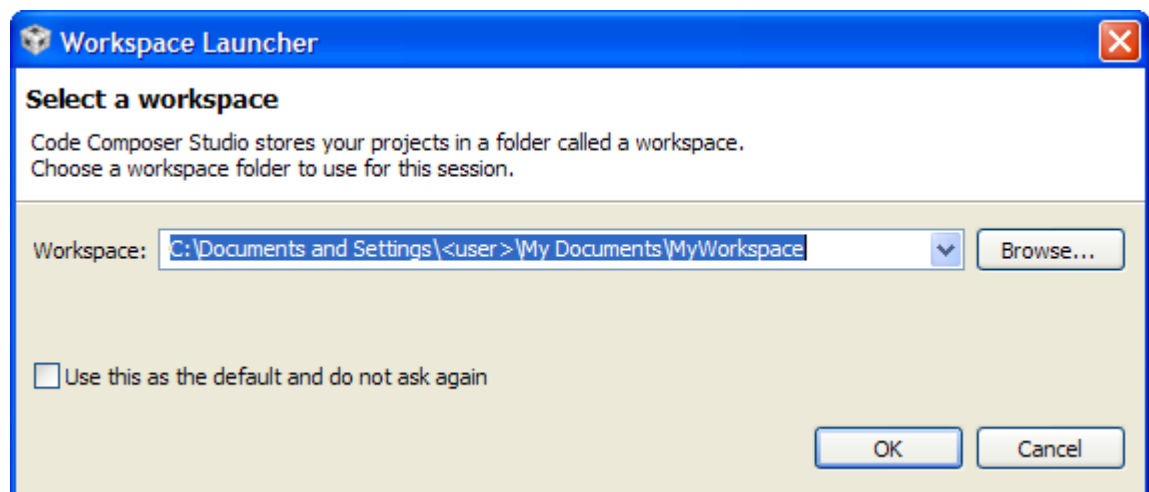 Workspace Launcher
Select a workspace
Code Composer Studio stores your projects in a folder called a workspace.
Choose a workspace folder to use for this session.
Workspace: C:\Documents and Settings\<user>\My Documents\MyWorkspace Browse...
Use this as the default and do not ask again
OK Cancel